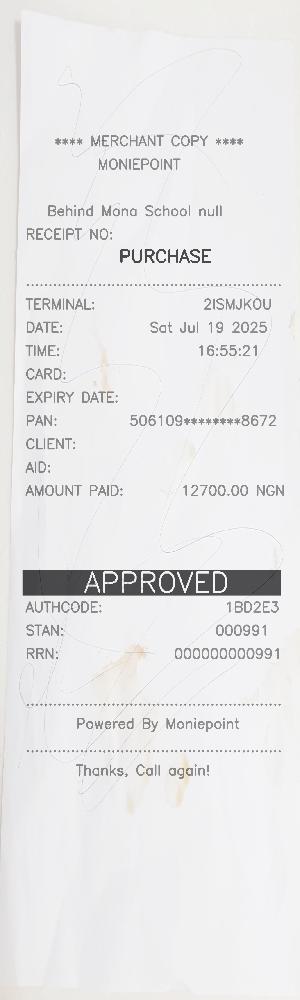 **** MERCHANT COPY ****
MONIEPOINT
Behind Mona School null
RECEIPT NO:
PURCHASE
TERMINAL: 2ISMJKOU
DATE: Sat Jul 19 2025
TIME: 16:55:21
CARD:
EXPIRY DATE:
PAN: 506109********8672
CLIENT:
AID:
AMOUNT PAID: 12700.00 NGN
APPROVED
AUTHCODE: 1BD2E3
STAN: 000991
RRN: 000000000991
Powered By Moniepoint
Thanks, Call again!